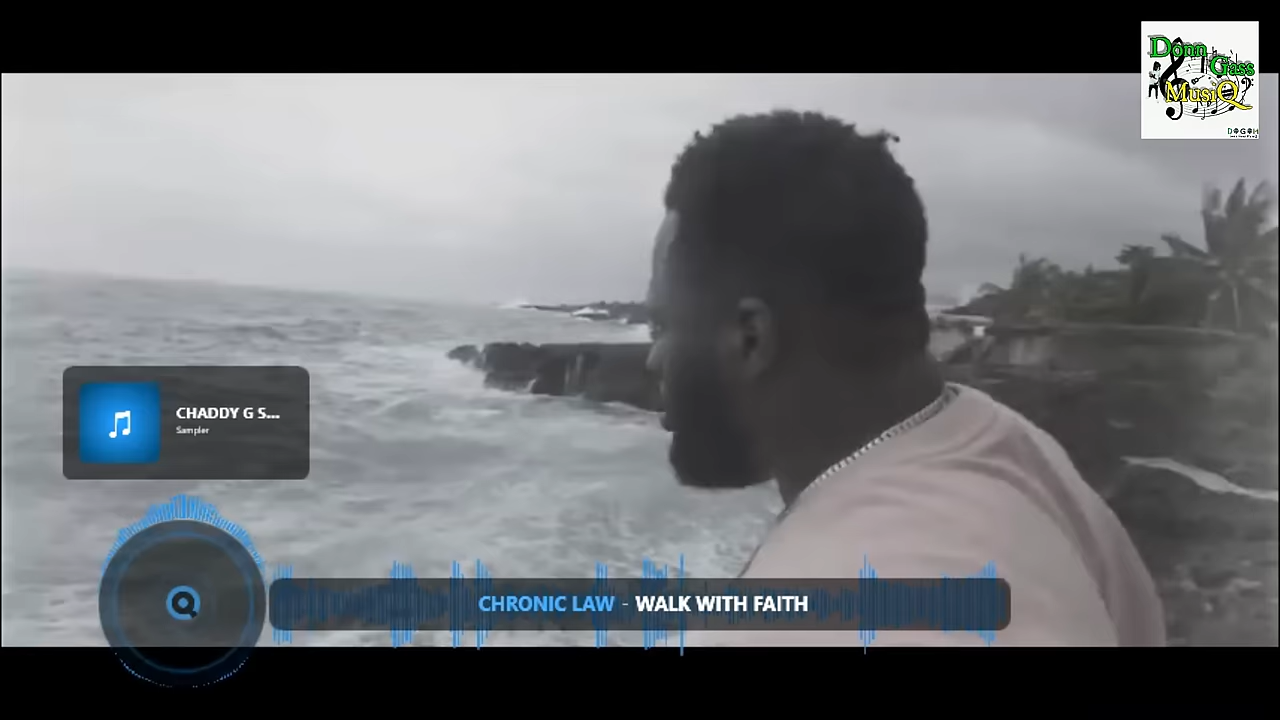 Donn
Gass
MusiQ
CHADDY G S...
Sampler
CHRONIC LAW - WALK WITH FAITH